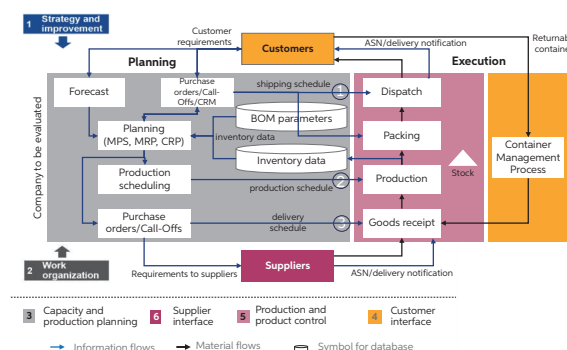 1 Strategy and
improvement
Customer
requirements
Customers
ASN/delivery notification
Returnabl
containe
Planning
Execution
Company to be evaluated
Forecast
Purchase
orders/Call-
Offs/CRM
shipping schedule
1
Dispatch
BOM parameters
Planning
(MPS, MRP, CRP)
inventory data
Packing
Inventory data
Container
Management
Process
Production
scheduling
production schedule
2
Production
Stock
Purchase
orders/Call-Offs
delivery
schedule
3
Goods receipt
2 Work
organization
Requirements to suppliers
Suppliers
ASN/delivery notification
3 Capacity and
production planning
6 Supplier
interface
5 Production and
product control
4 Customer
interface
Information flows
Material flows
Symbol for database